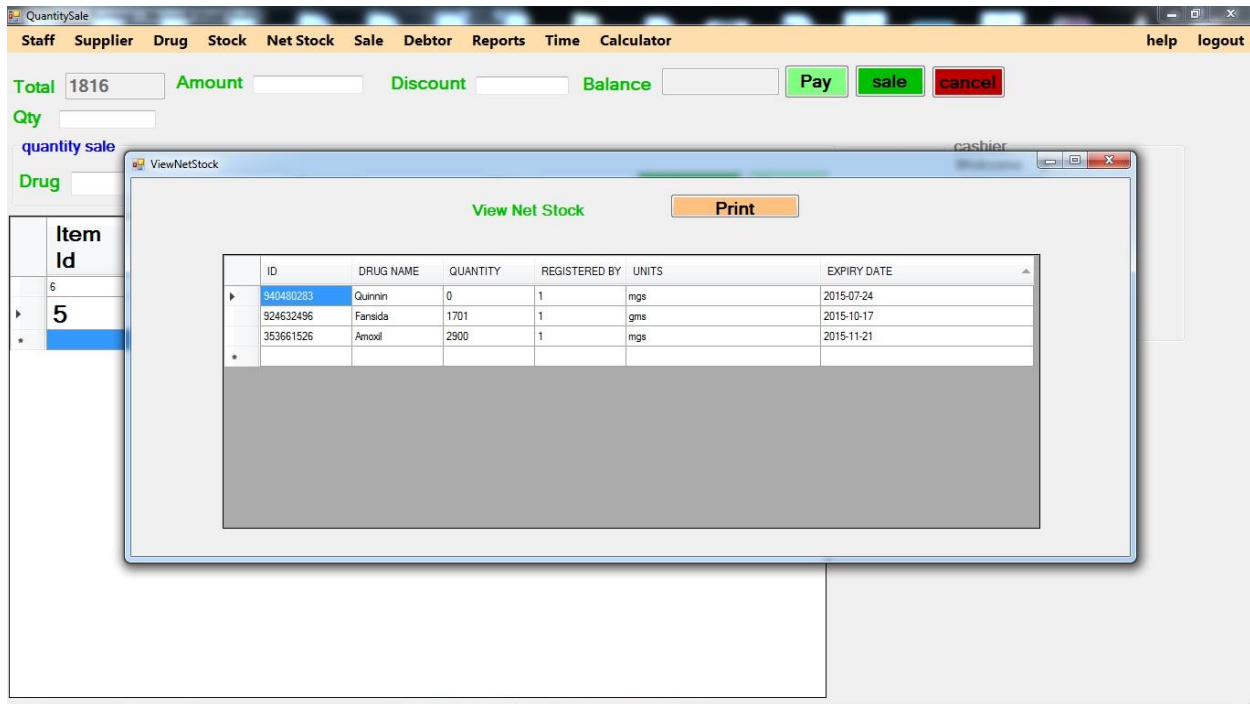 QuantitySale
Staff Supplier Drug Stock Net Stock Sale Debtor Reports Time Calculator help logout
Total 1816 Amount Discount Balance Pay sale cancel
Qty
quantity sale
cashier
ViewNetStock
Drug
View Net Stock Print
Item
Id
ID DRUG NAME QUANTITY REGISTERED BY UNITS EXPIRY DATE
6
940480283 Quinnin 0 1 mgs 2015-07-24
5
924632496 Fansida 1701 1 gms 2015-10-17
353661526 Amoxil 2900 1 mgs 2015-11-21